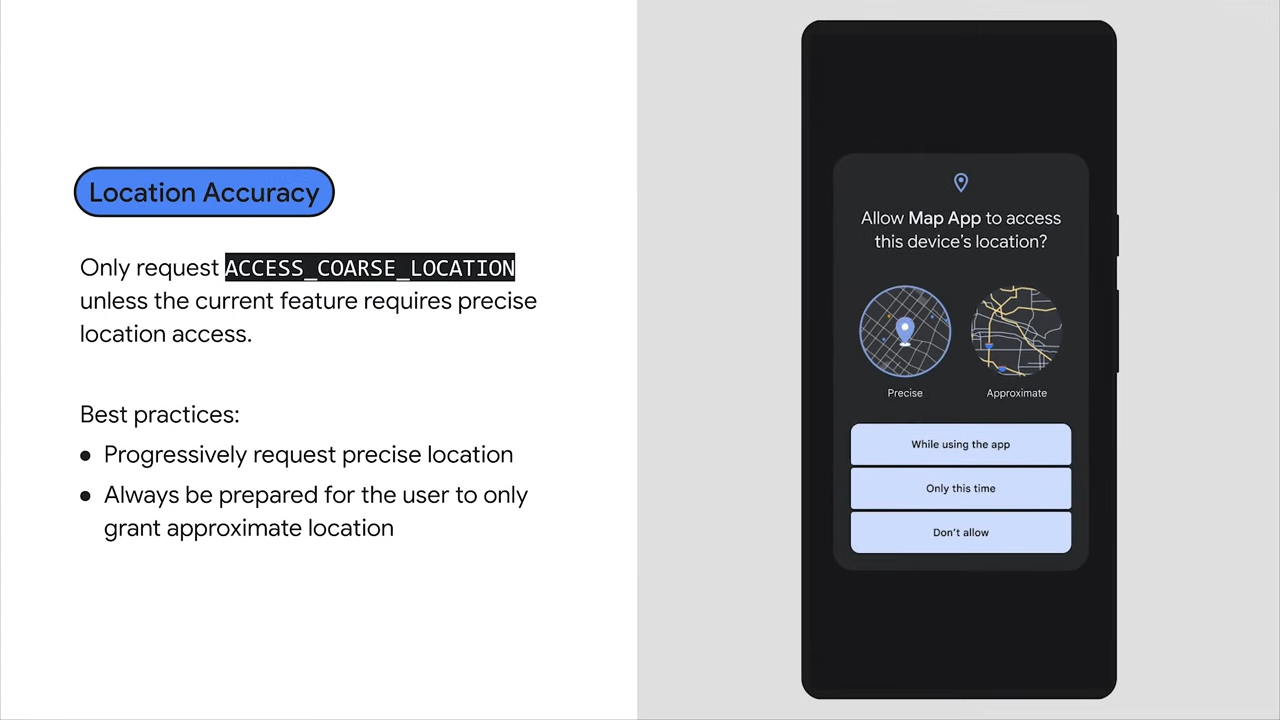 Location Accuracy
Only request ACCESS_COARSE_LOCATION
unless the current feature requires precise
location access.
Best practices:
● Progressively request precise location
● Always be prepared for the user to only
grant approximate location
Allow Map App to access
this device's location?
Precise
Approximate
While using the app
Only this time
Don't allow